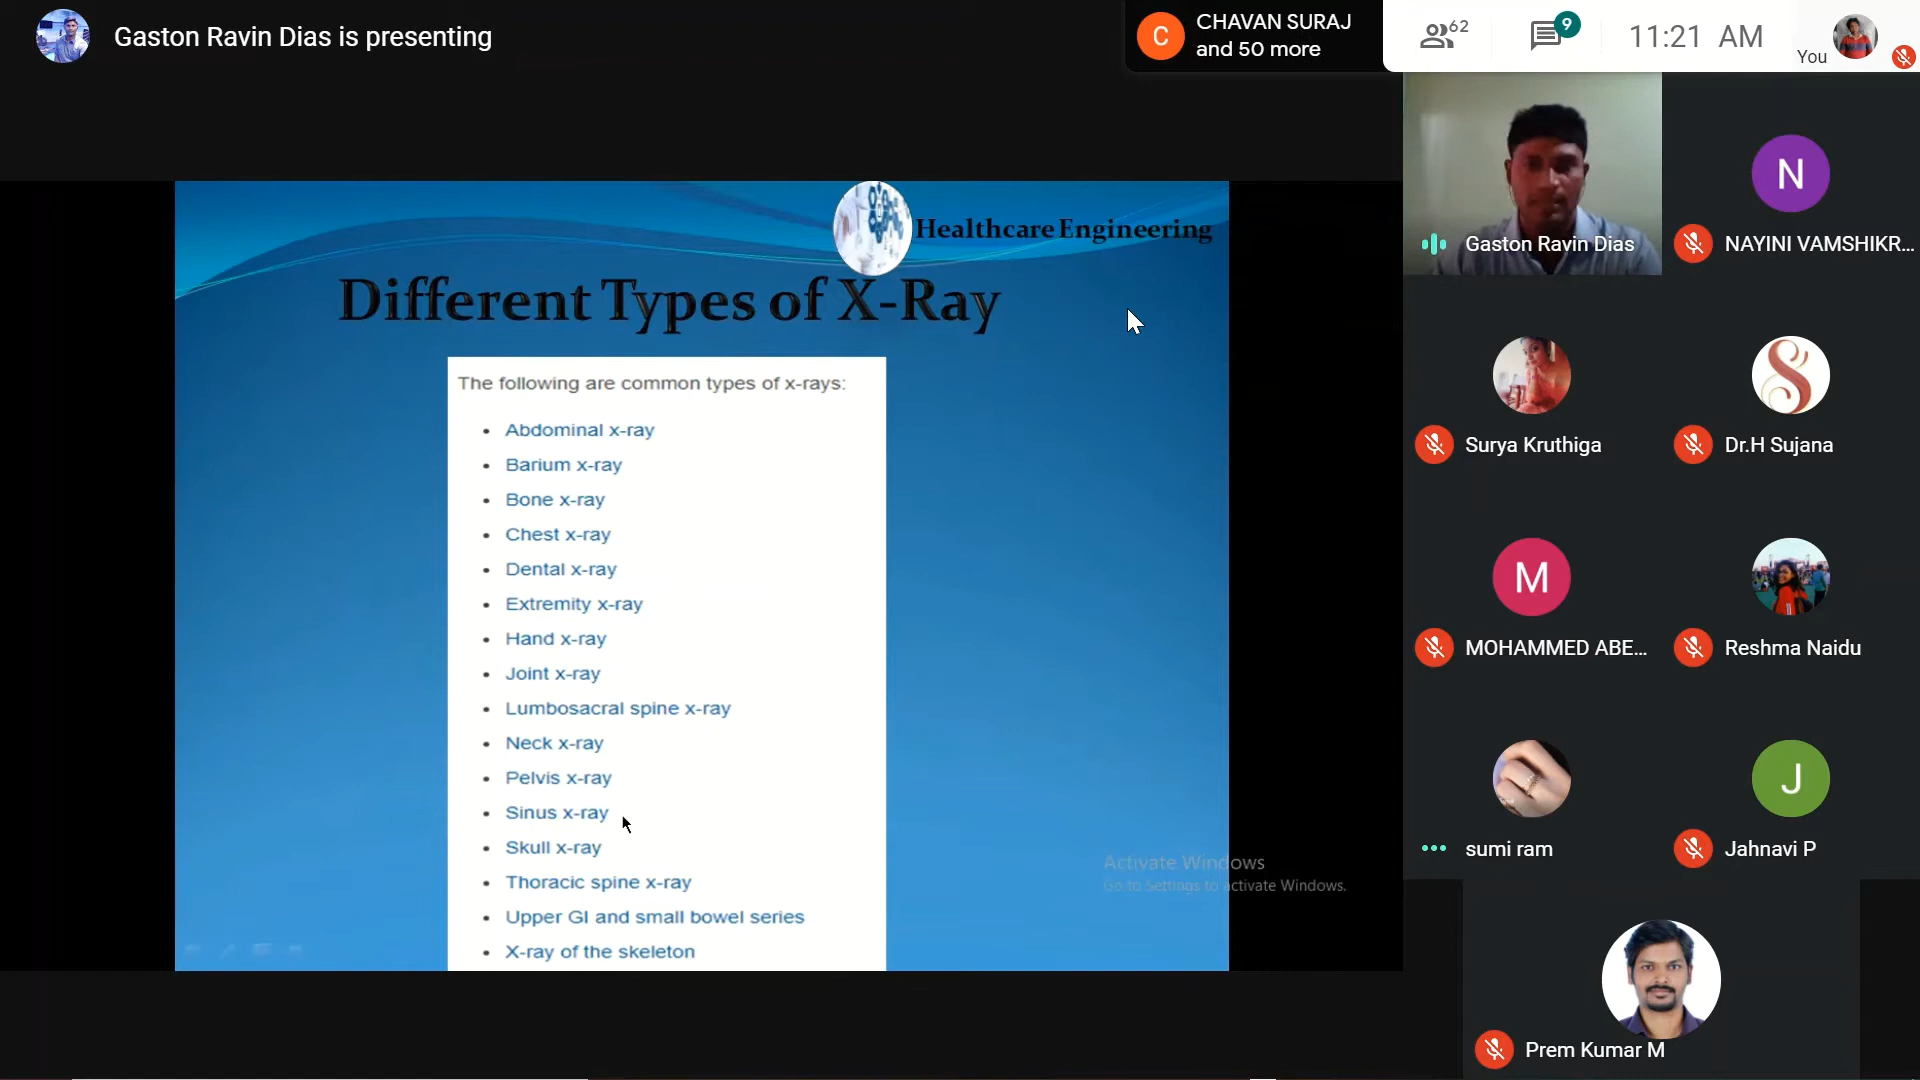 Gaston Ravin Dias is presenting
C
CHAVAN SURAJ
and 50 more
62
9
11:21 AM
You
Healthcare Engineering
Different Types of X-Ray
The following are common types of x-rays:
• Abdominal x-ray
• Barium x-ray
• Bone x-ray
• Chest x-ray
• Dental x-ray
• Extremity x-ray
• Hand x-ray
• Joint x-ray
• Lumbosacral spine x-ray
• Neck x-ray
• Pelvis x-ray
• Sinus x-ray
• Skull x-ray
• Thoracic spine x-ray
• Upper GI and small bowel series
• X-ray of the skeleton
Activate Windows
Go to Settings to activate Windows.
Gaston Ravin Dias
N
NAYINI VAMSHIKR...
Surya Kruthiga
S
Dr.H Sujana
M
MOHAMMED ABE...
Reshma Naidu
sumi ram
J
Jahnavi P
Prem Kumar M